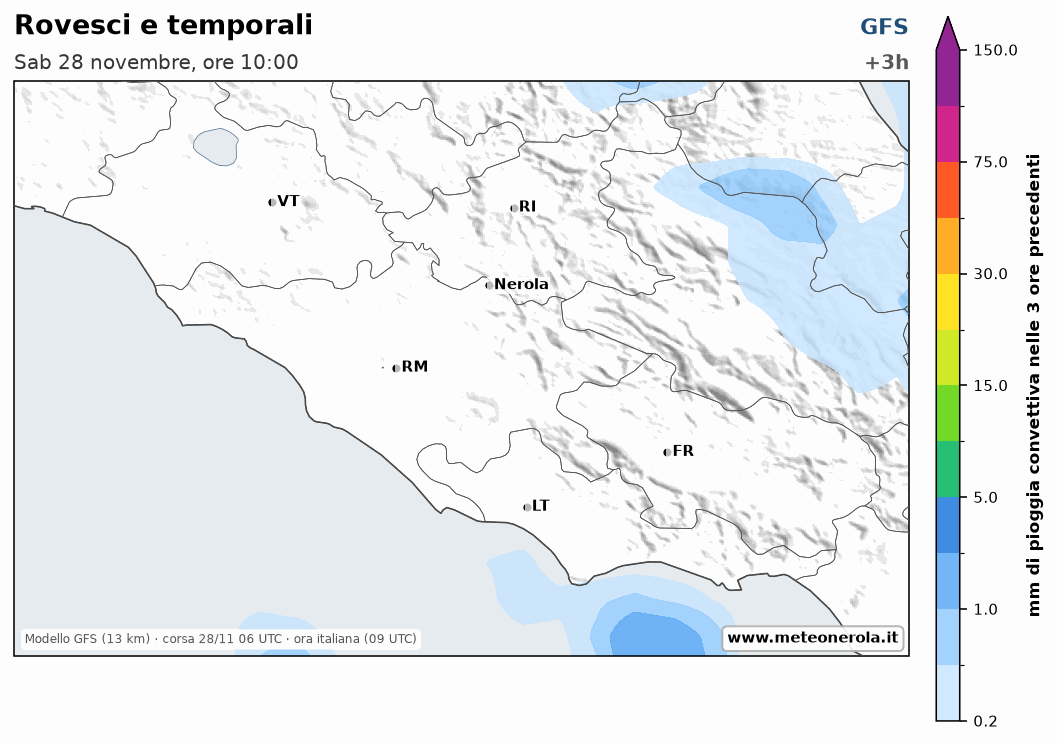 Rovesci e temporali
GFS
Sab 28 novembre, ore 10:00
+3h
VT
RI
Nerola
RM
FR
LT
Modello GFS (13 km) · corsa 28/11 06 UTC · ora italiana (09 UTC)
www.meteonerola.it
150.0
75.0
30.0
15.0
5.0
1.0
0.2
mm di pioggia convettiva nelle 3 ore precedenti